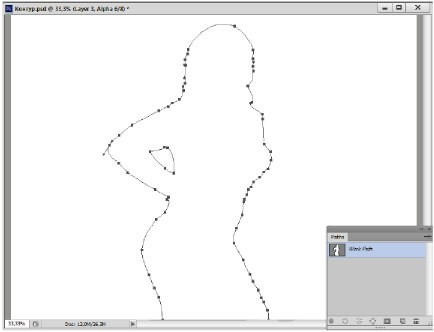 Контур.psd @ 33,3% (Layer 3, Alpha 6/8) *
Paths
Work Path
33,33%
Doc: 12,0M/26,3M